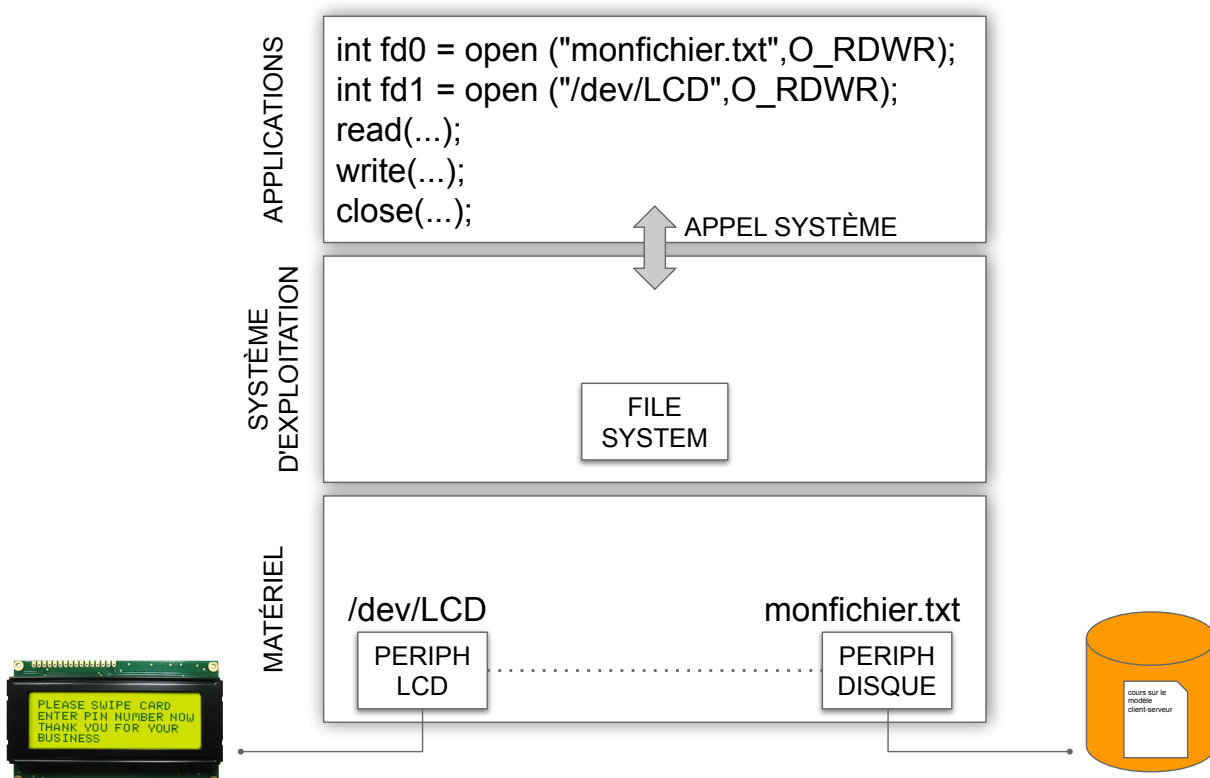 APPLICATIONS
int fd0 = open ("monfichier.txt",O_RDWR);
int fd1 = open ("/dev/LCD",O_RDWR);
read(...);
write(...);
close(...);
APPEL SYSTÈME
SYSTÈME
D'EXPLOITATION
FILE
SYSTEM
MATÉRIEL
/dev/LCD
monfichier.txt
PERIPH
LCD
PERIPH
DISQUE
PLEASE SWIPE CARD
ENTER PIN NUMBER NOW
THANK YOU FOR YOUR
BUSINESS
cours sur le
modèle
client-serveur